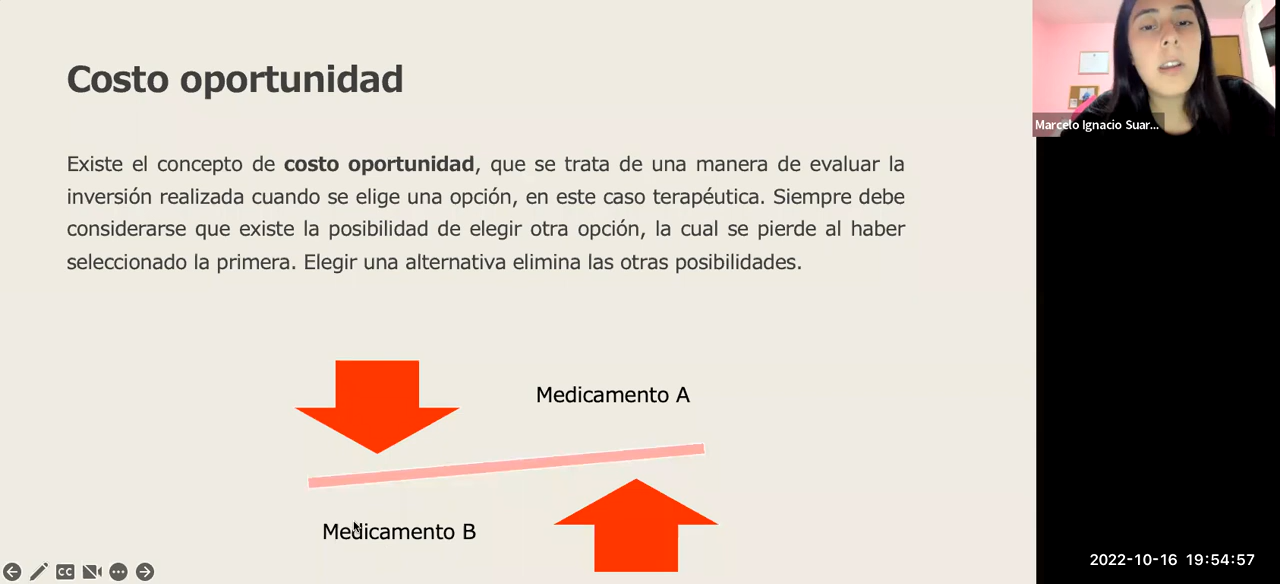 Costo oportunidad
Existe el concepto de costo oportunidad, que se trata de una manera de evaluar la
inversión realizada cuando se elige una opción, en este caso terapéutica. Siempre debe
considerarse que existe la posibilidad de elegir otra opción, la cual se pierde al haber
seleccionado la primera. Elegir una alternativa elimina las otras posibilidades.
Medicamento A
Medicamento B
Marcelo Ignacio Suar...
CC
2022-10-16 19:54:57